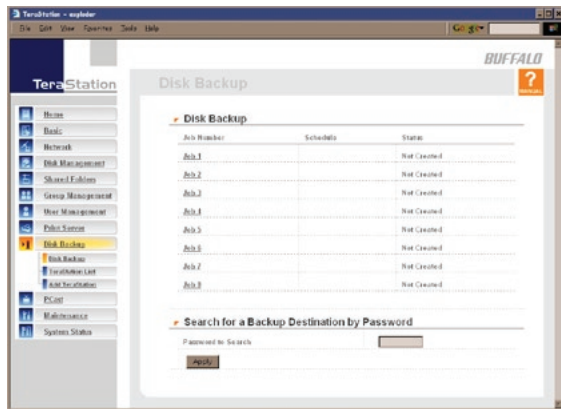 TeraStation - explorer
File Edit View Favorites Tools Help
Google
BUFFALO
TeraStation
Disk Backup
?
Home
Basic
Network
Disk Management
Shared Folders
Group Management
User Management
Print Server
Disk Backup
Disk Backup
TeraStation List
Add TeraStation
PCast
Maintenance
System Status
Disk Backup
Job Number Schedule Status
Job 1 Not Created
Job 2 Not Created
Job 3 Not Created
Job 4 Not Created
Job 5 Not Created
Job 6 Not Created
Job 7 Not Created
Job 8 Not Created
Search for a Backup Destination by Password
Password to Search
Apply